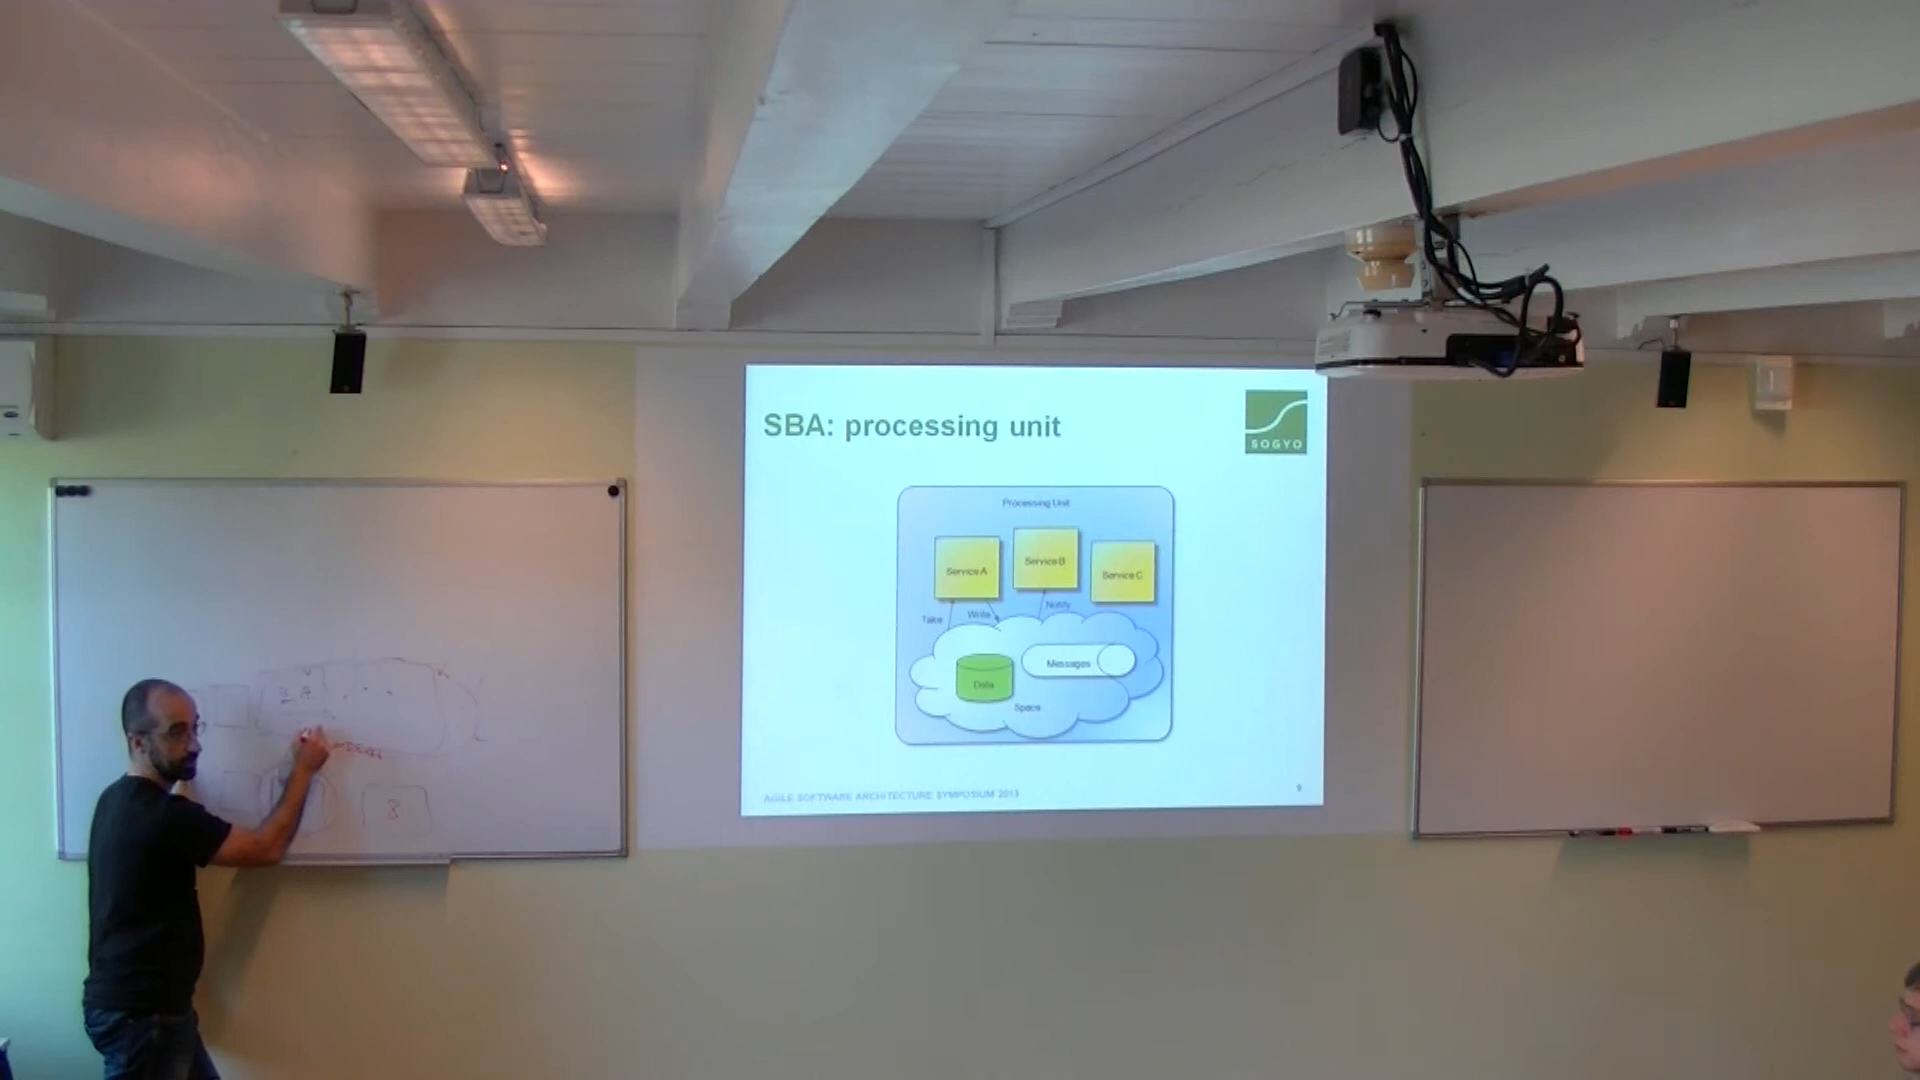 SBA: processing unit
SOGYO
Processing Unit
Service A
Service B
Service C
Take
Write
Notify
Messages
Data
Space
AGILE SOFTWARE ARCHITECTURE SYMPOSIUM 2013
9